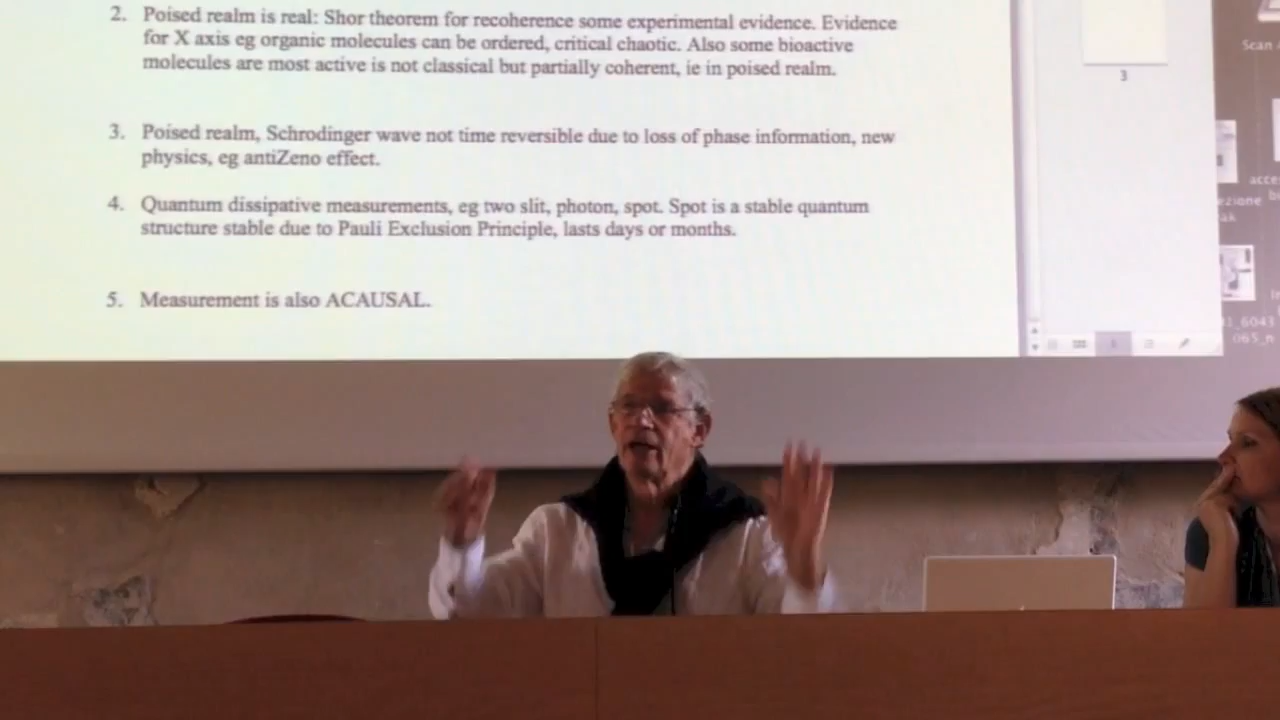 2. Poised realm is real: Shor theorem for recoherence some experimental evidence. Evidence
for X axis eg organic molecules can be ordered, critical chaotic. Also some bioactive
molecules are most active is not classical but partially coherent, ie in poised realm.
3. Poised realm, Schrodinger wave not time reversible due to loss of phase information, new
physics, eg antiZeno effect.
4. Quantum dissipative measurements, eg two slit, photon, spot. Spot is a stable quantum
structure stable due to Pauli Exclusion Principle, lasts days or months.
5. Measurement is also ACAUSAL.
3
Scan